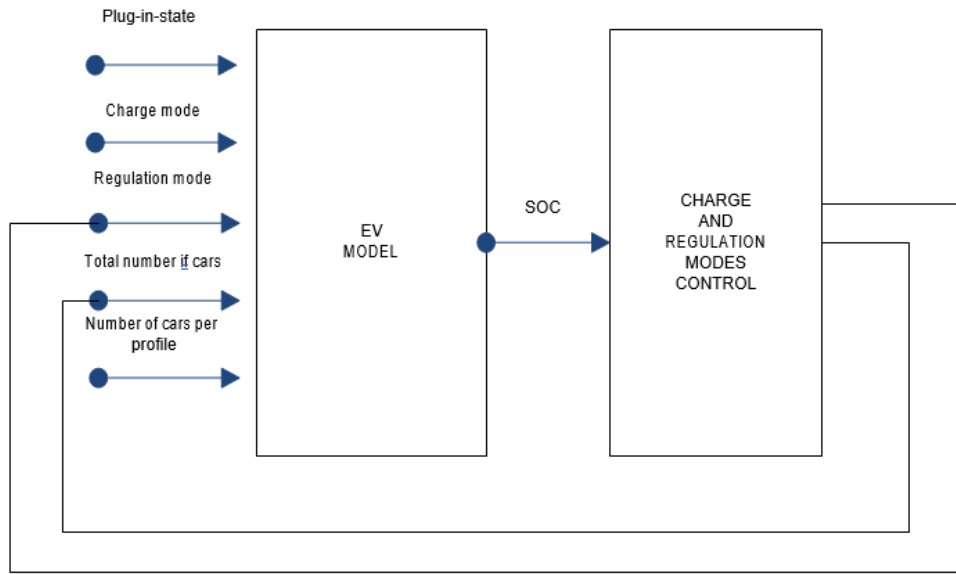 Plug-in-state
Charge mode
Regulation mode
Total number if cars
Number of cars per
profile
EV
MODEL
SOC
CHARGE
AND
REGULATION
MODES
CONTROL